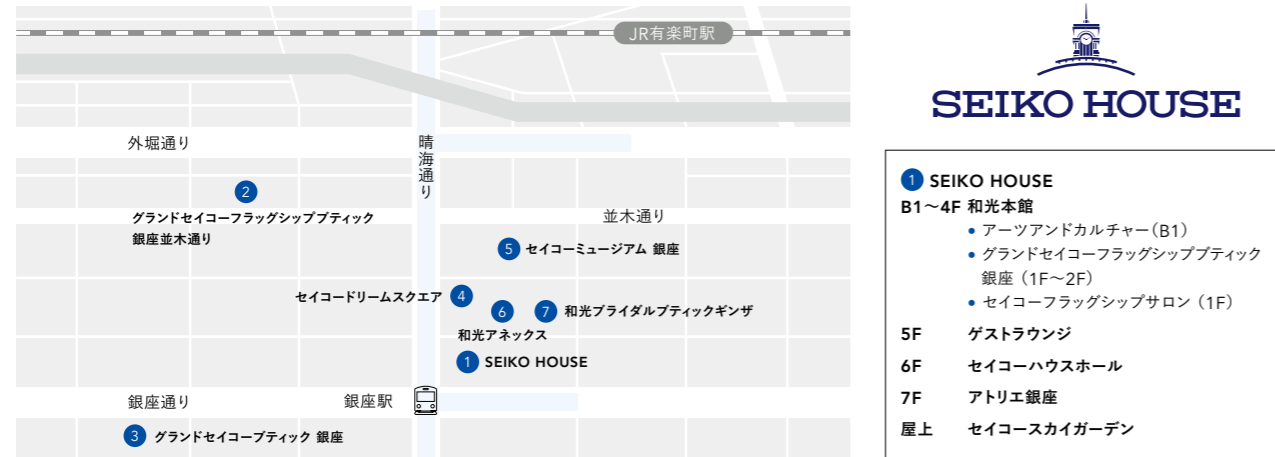 JR有楽町駅
外堀通り
晴海通り
2
グランドセイコーフラッグシップブティック
銀座並木通り
並木通り
5 セイコーミュージアム 銀座
セイコードリームスクエア 4
6
7 和光ブライダルブティックギンザ
和光アネックス
1 SEIKO HOUSE
銀座通り
銀座駅
3 グランドセイコーブティック 銀座
SEIKO HOUSE
1 SEIKO HOUSE
B1〜4F 和光本館
• アーツアンドカルチャー（B1）
• グランドセイコーフラッグシップブティック
銀座（1F〜2F）
• セイコーフラッグシップサロン（1F）
5F ゲストラウンジ
6F セイコーハウスホール
7F アトリエ銀座
屋上 セイコースカイガーデン